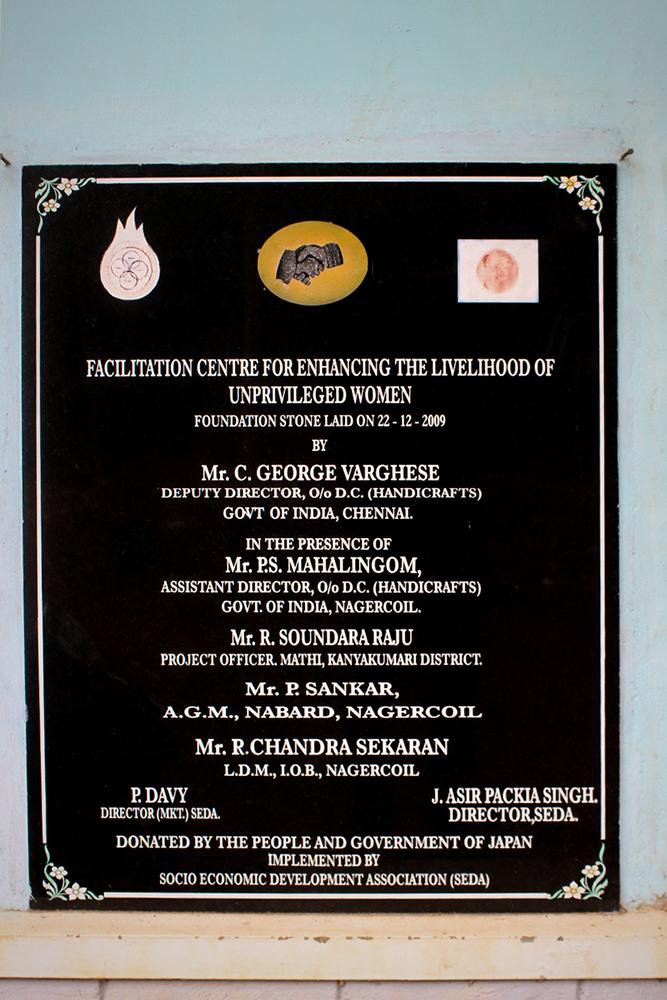 FACILITATION CENTRE FOR ENHANCING THE LIVELIHOOD OF
UNPRIVILEGED WOMEN
FOUNDATION STONE LAID ON 22 - 12 - 2009
BY
Mr. C. GEORGE VARGHESE
DEPUTY DIRECTOR, O/o D.C. (HANDICRAFTS)
GOVT OF INDIA, CHENNAI.
IN THE PRESENCE OF
Mr. P.S. MAHALINGOM,
ASSISTANT DIRECTOR, O/o D.C. (HANDICRAFTS)
GOVT. OF INDIA, NAGERCOIL.
Mr. R. SOUNDARA RAJU
PROJECT OFFICER. MATHI, KANYAKUMARI DISTRICT.
Mr. P. SANKAR,
A.G.M., NABARD, NAGERCOIL
Mr. R.CHANDRA SEKARAN
L.D.M., I.O.B., NAGERCOIL
P. DAVY
DIRECTOR (MKT.) SEDA.
J. ASIR PACKIA SINGH.
DIRECTOR,SEDA.
DONATED BY THE PEOPLE AND GOVERNMENT OF JAPAN
IMPLEMENTED BY
SOCIO ECONOMIC DEVELOPMENT ASSOCIATION (SEDA)